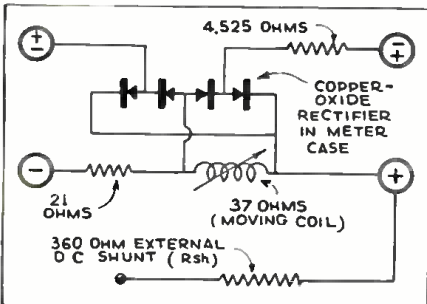 4,525 OHMS
±
∓
COPPER-
OXIDE
RECTIFIER
IN METER
CASE
−
+
21
OHMS
37 OHMS
(MOVING COIL)
360 OHM EXTERNAL
D C SHUNT (Rsh)